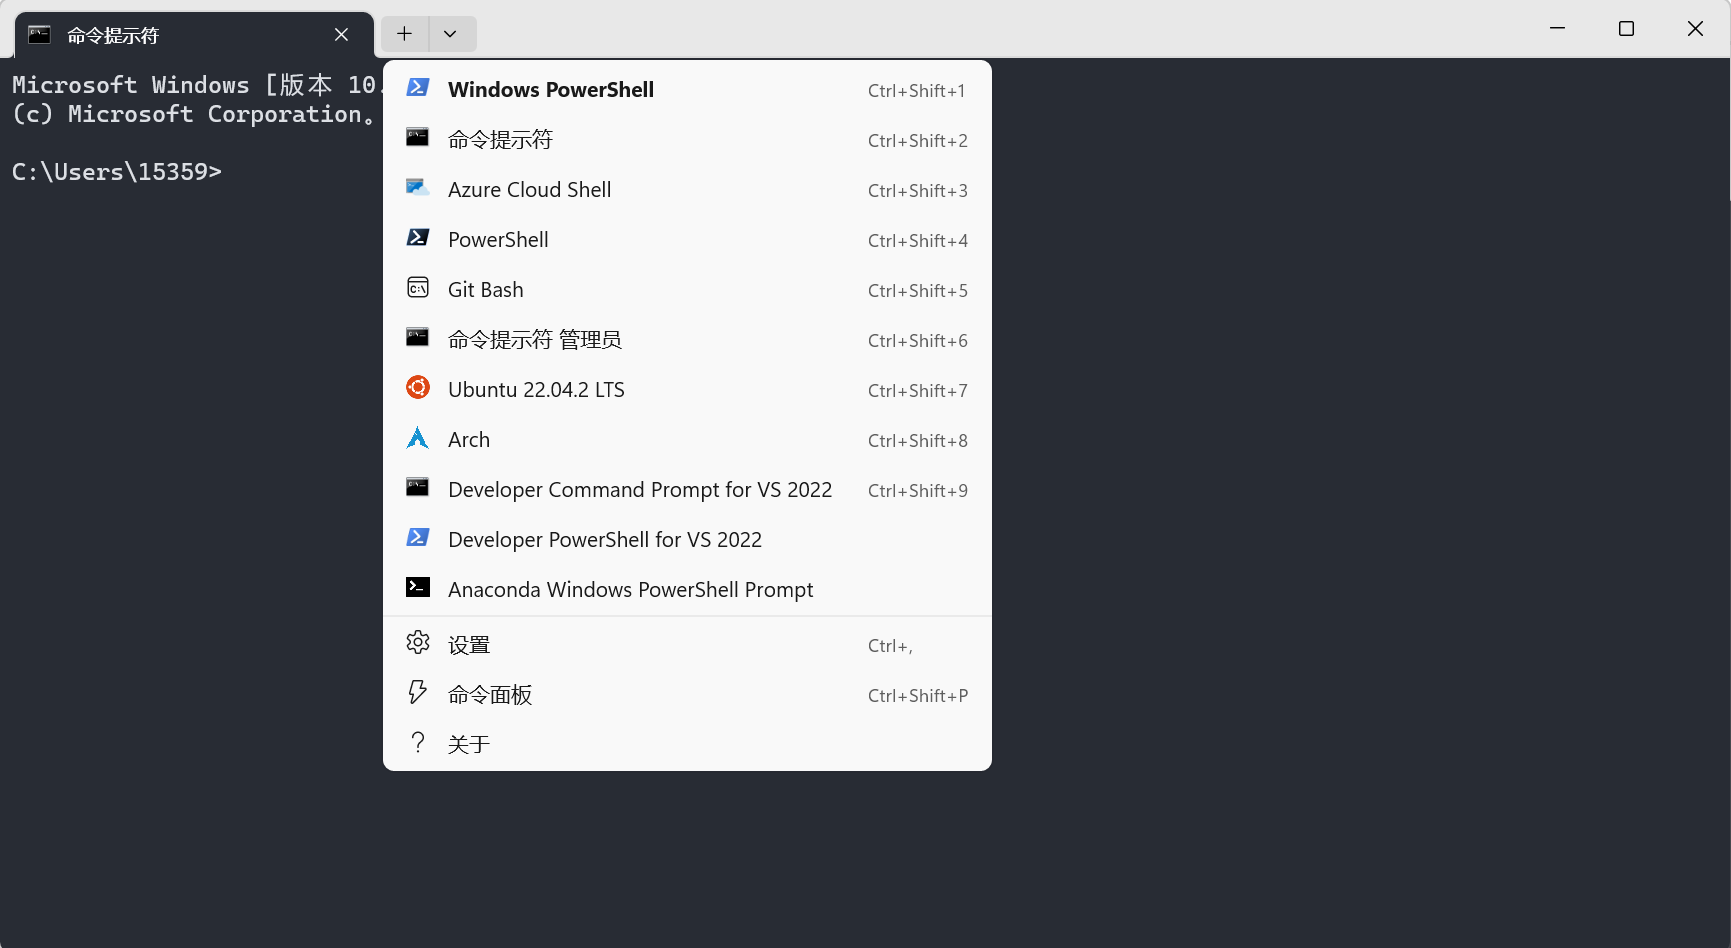 命令提示符
Microsoft Windows [版本 10.
(c) Microsoft Corporation。
C:\Users\15359>
Windows PowerShell Ctrl+Shift+1
命令提示符 Ctrl+Shift+2
Azure Cloud Shell Ctrl+Shift+3
PowerShell Ctrl+Shift+4
Git Bash Ctrl+Shift+5
命令提示符 管理员 Ctrl+Shift+6
Ubuntu 22.04.2 LTS Ctrl+Shift+7
Arch Ctrl+Shift+8
Developer Command Prompt for VS 2022 Ctrl+Shift+9
Developer PowerShell for VS 2022
Anaconda Windows PowerShell Prompt
设置 Ctrl+,
命令面板 Ctrl+Shift+P
关于